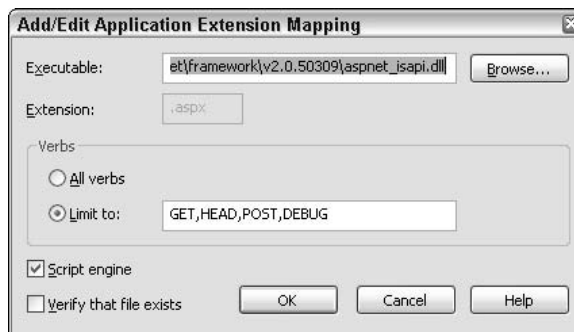 Add/Edit Application Extension Mapping
Executable: et\framework\v2.0.50309\aspnet_isapi.dll Browse...
Extension: .aspx
Verbs
All verbs
Limit to: GET,HEAD,POST,DEBUG
Script engine
Verify that file exists OK Cancel Help